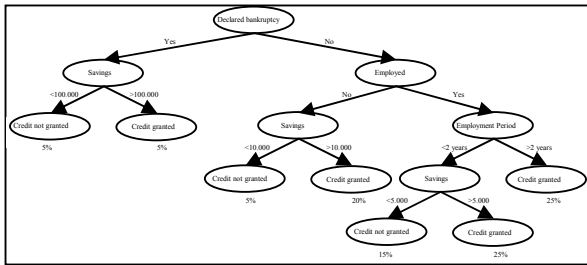 Declared bankruptcy
Yes
No
Savings
Employed
<100.000
>100.000
No
Yes
Credit not granted
Credit granted
Savings
Employment Period
5%
5%
<10.000
>10.000
<2 years
>2 years
Credit not granted
Credit granted
Savings
Credit granted
5%
20%
<5.000
>5.000
25%
Credit not granted
Credit granted
15%
25%